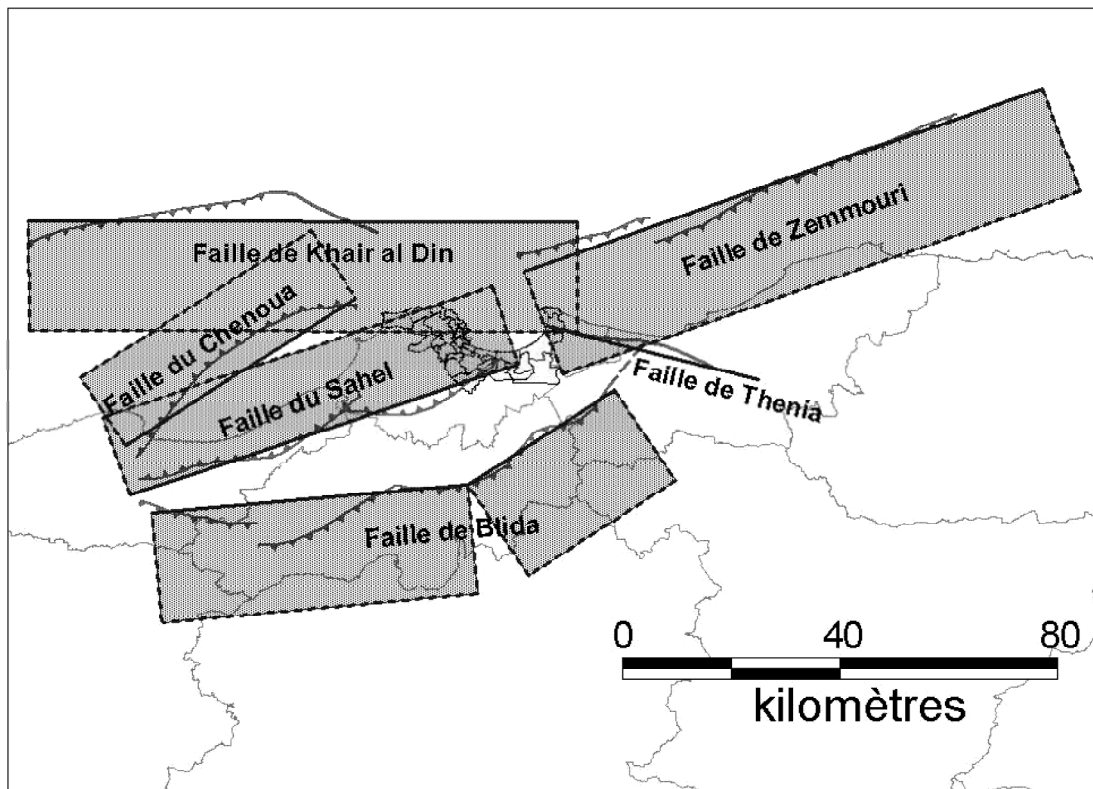 Faille de Zemmouri
Faille de Khair al Din
Faille du Chenoua
Faille du Sahel
Faille de Thenia
Faille de Blida
0 40 80
kilomètres